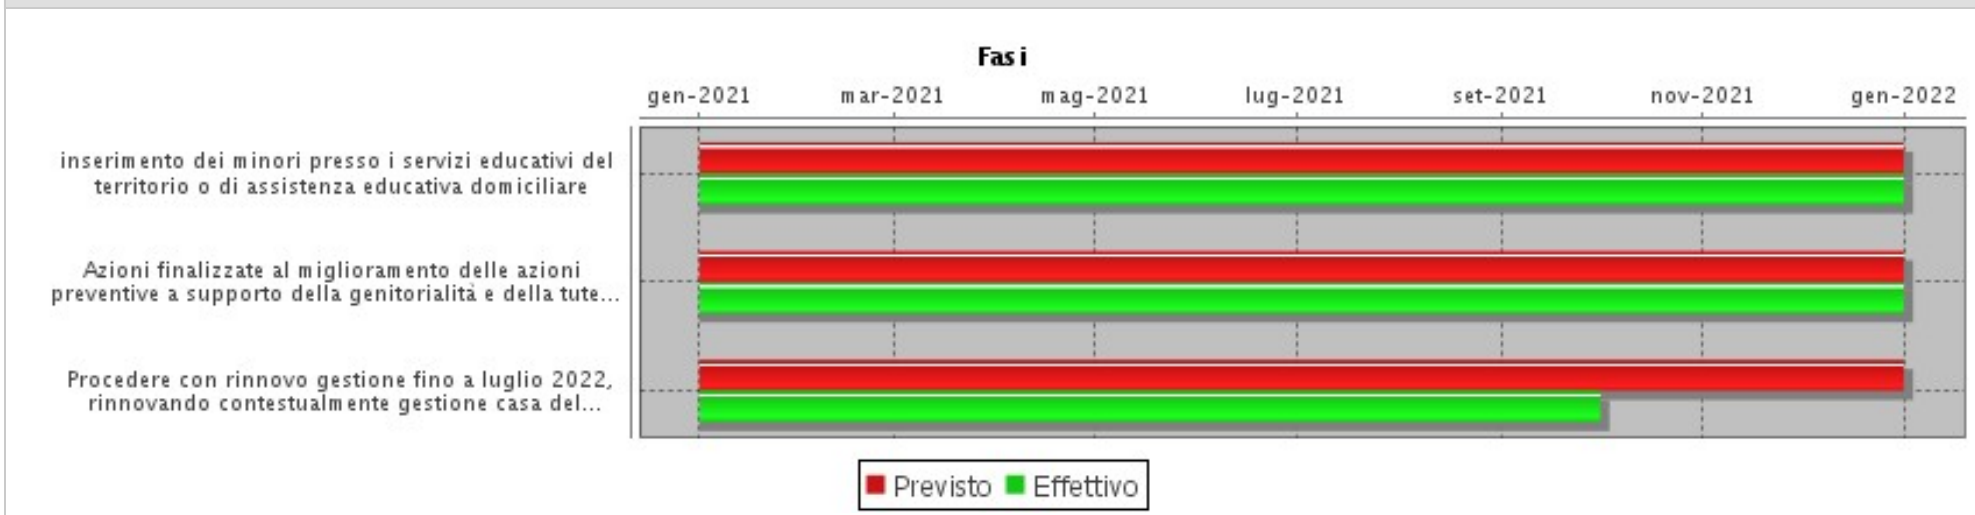 Fasi
gen-2021 mar-2021 mag-2021 lug-2021 set-2021 nov-2021 gen-2022
inserimento dei minori presso i servizi educativi del
territorio o di assistenza educativa domiciliare
Azioni finalizzate al miglioramento delle azioni
preventive a supporto della genitorialità e della tute...
Procedere con rinnovo gestione fino a luglio 2022,
rinnovando contestualmente gestione casa del...
Previsto Effettivo